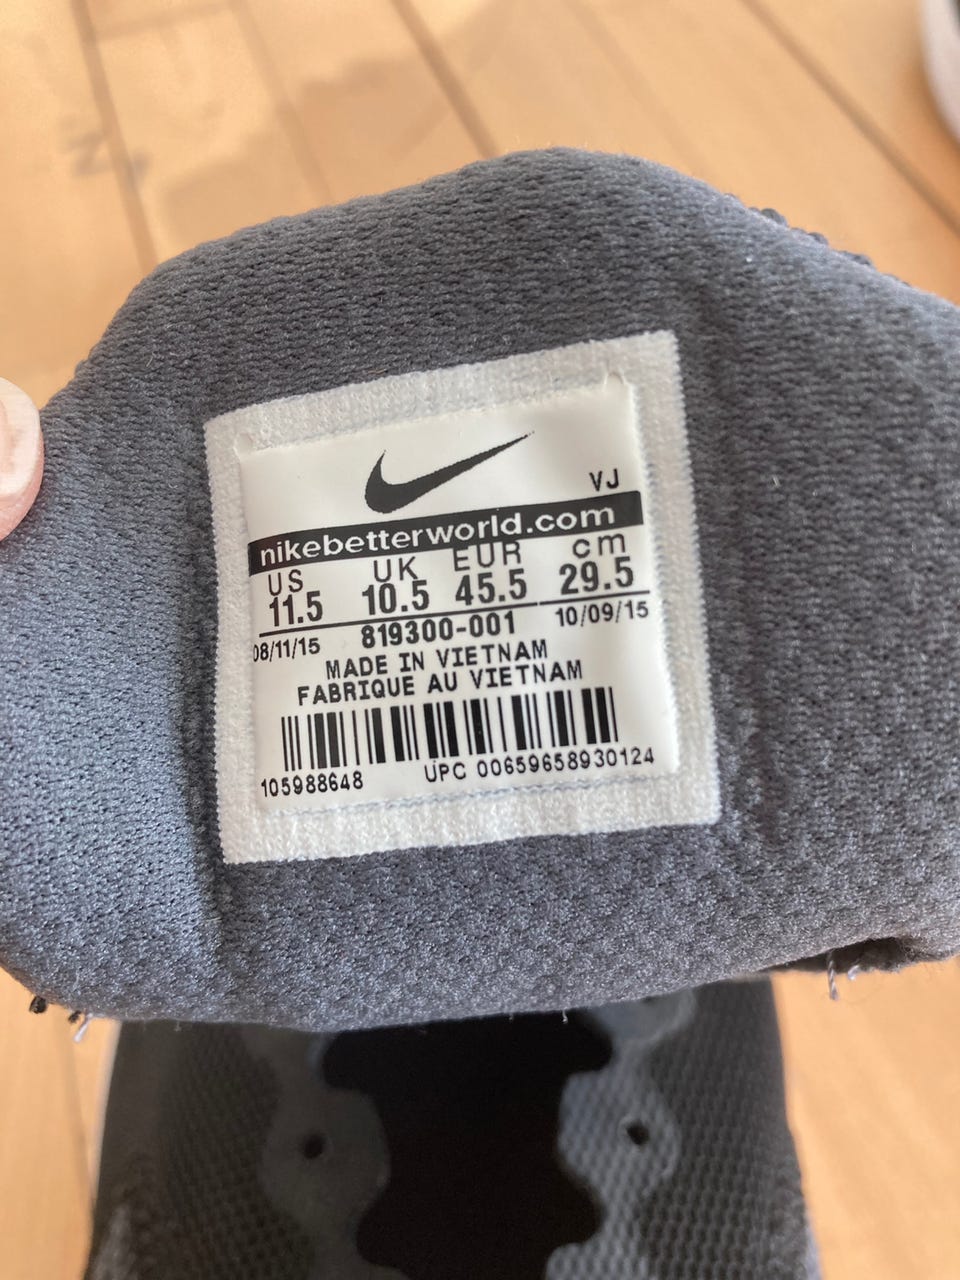 VJ
nikebetterworld.com
US UK EUR cm
11.5 10.5 45.5 29.5
08/11/15 819300-001 10/09/15
MADE IN VIETNAM
FABRIQUE AU VIETNAM
105988648 UPC 00659658930124